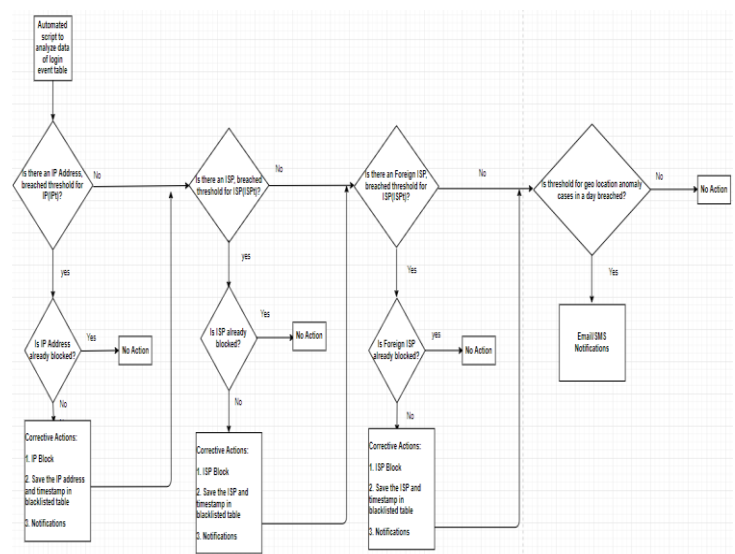 Automated
script to
analyze data
of login
event table
Is there an IP Address,
breached threshold for
IP(IPt)?
No
Is there an ISP, breached
threshold for ISP(ISPt)?
No
Is there an Foreign ISP,
breached threshold for
ISP(ISPt)?
No
Is threshold for geo location anomaly
cases in a day breached?
No
No Action
yes
yes
Yes
Yes
Is IP Address
already blocked?
Yes
No Action
Is ISP already
blocked?
Yes
No Action
Is Foreign ISP
already blocked?
yes
No Action
Email/SMS
Notifications
No
No
No
Corrective Actions:
1. IP Block
2. Save the IP address
and timestamp in
blacklisted table
3. Notifications
Corrective Actions:
1. ISP Block
2. Save the ISP and
timestamp in
blacklisted table
3. Notifications
Corrective Actions:
1. ISP Block
2. Save the ISP and
timestamp in
blacklisted table
3. Notifications